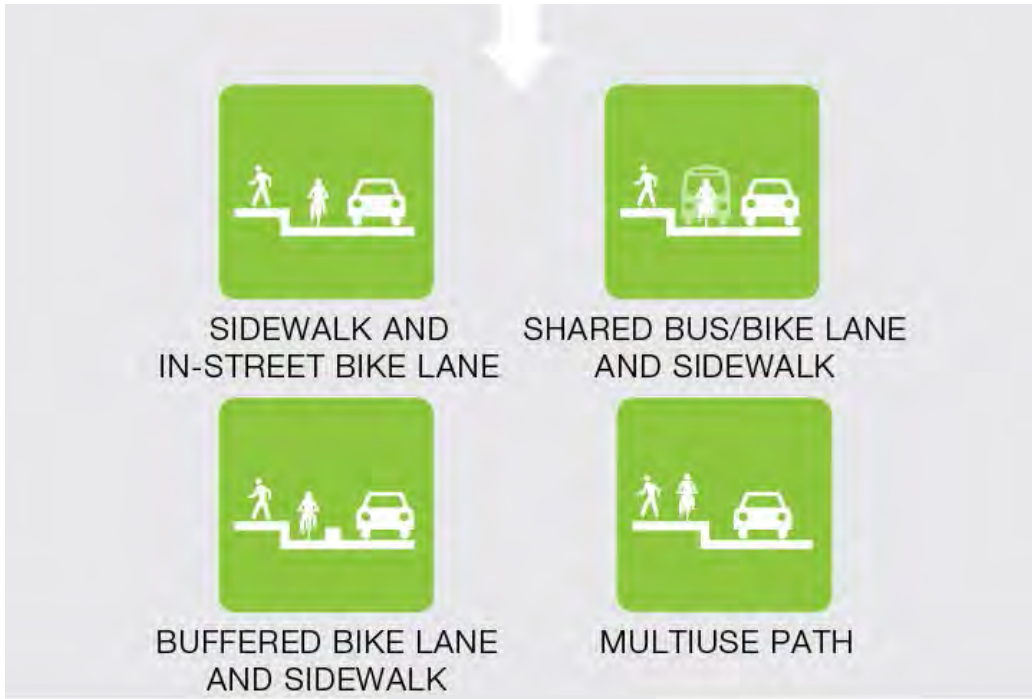 SIDEWALK AND
IN-STREET BIKE LANE
SHARED BUS/BIKE LANE
AND SIDEWALK
BUFFERED BIKE LANE
AND SIDEWALK
MULTIUSE PATH